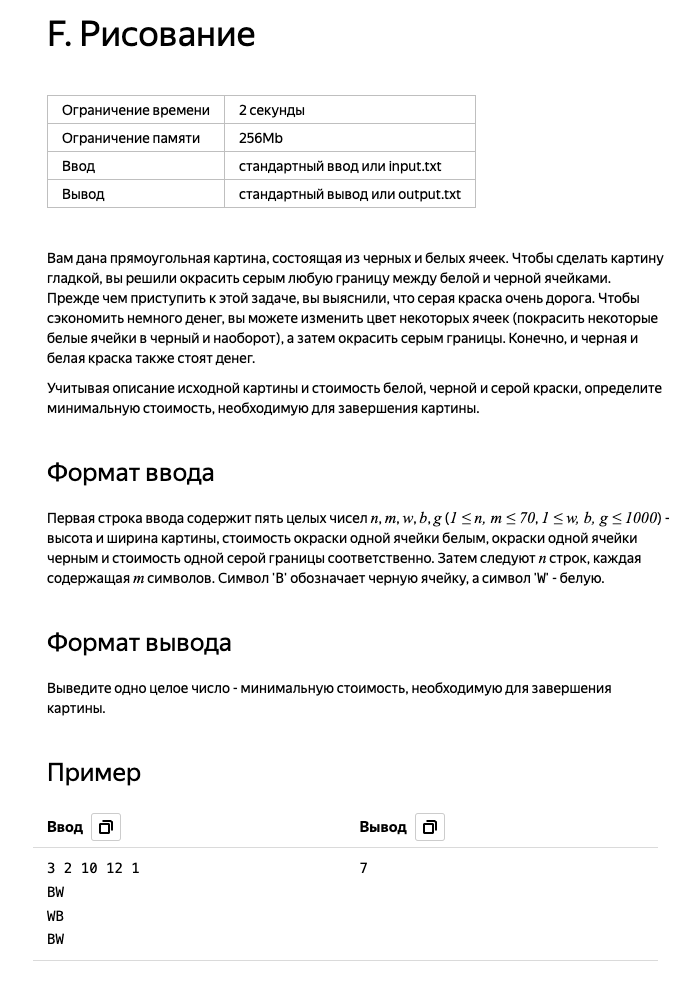 F. Рисование
Ограничение времени 2 секунды
Ограничение памяти 256Mb
Ввод стандартный ввод или input.txt
Вывод стандартный вывод или output.txt
Вам дана прямоугольная картина, состоящая из черных и белых ячеек. Чтобы сделать картину
гладкой, вы решили окрасить серым любую границу между белой и черной ячейками.
Прежде чем приступить к этой задаче, вы выяснили, что серая краска очень дорога. Чтобы
сэкономить немного денег, вы можете изменить цвет некоторых ячеек (покрасить некоторые
белые ячейки в черный и наоборот), а затем окрасить серым границы. Конечно, и черная и
белая краска также стоят денег.
Учитывая описание исходной картины и стоимость белой, черной и серой краски, определите
минимальную стоимость, необходимую для завершения картины.
Формат ввода
Первая строка ввода содержит пять целых чисел n, m, w, b, g (1 ≤ n, m ≤ 70, 1 ≤ w, b, g ≤ 1000) -
высота и ширина картины, стоимость окраски одной ячейки белым, окраски одной ячейки
черным и стоимость одной серой границы соответственно. Затем следуют n строк, каждая
содержащая m символов. Символ 'B' обозначает черную ячейку, а символ 'W' - белую.
Формат вывода
Выведите одно целое число - минимальную стоимость, необходимую для завершения
картины.
Пример
Ввод Вывод
3 2 10 12 1 7
BW
WB
BW